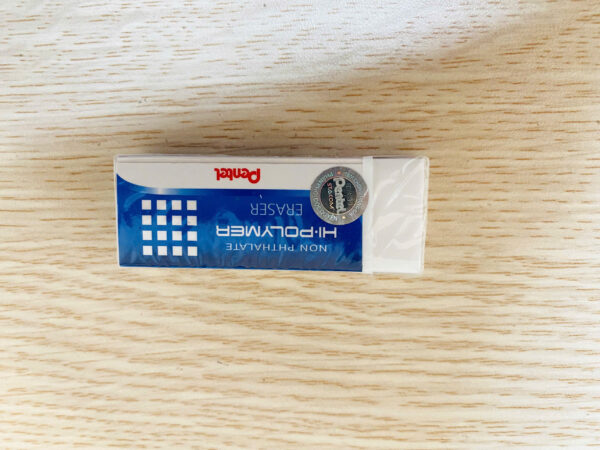 NON PHTHALATE
HI-POLYMER
ERASER
Pentel
Pentel